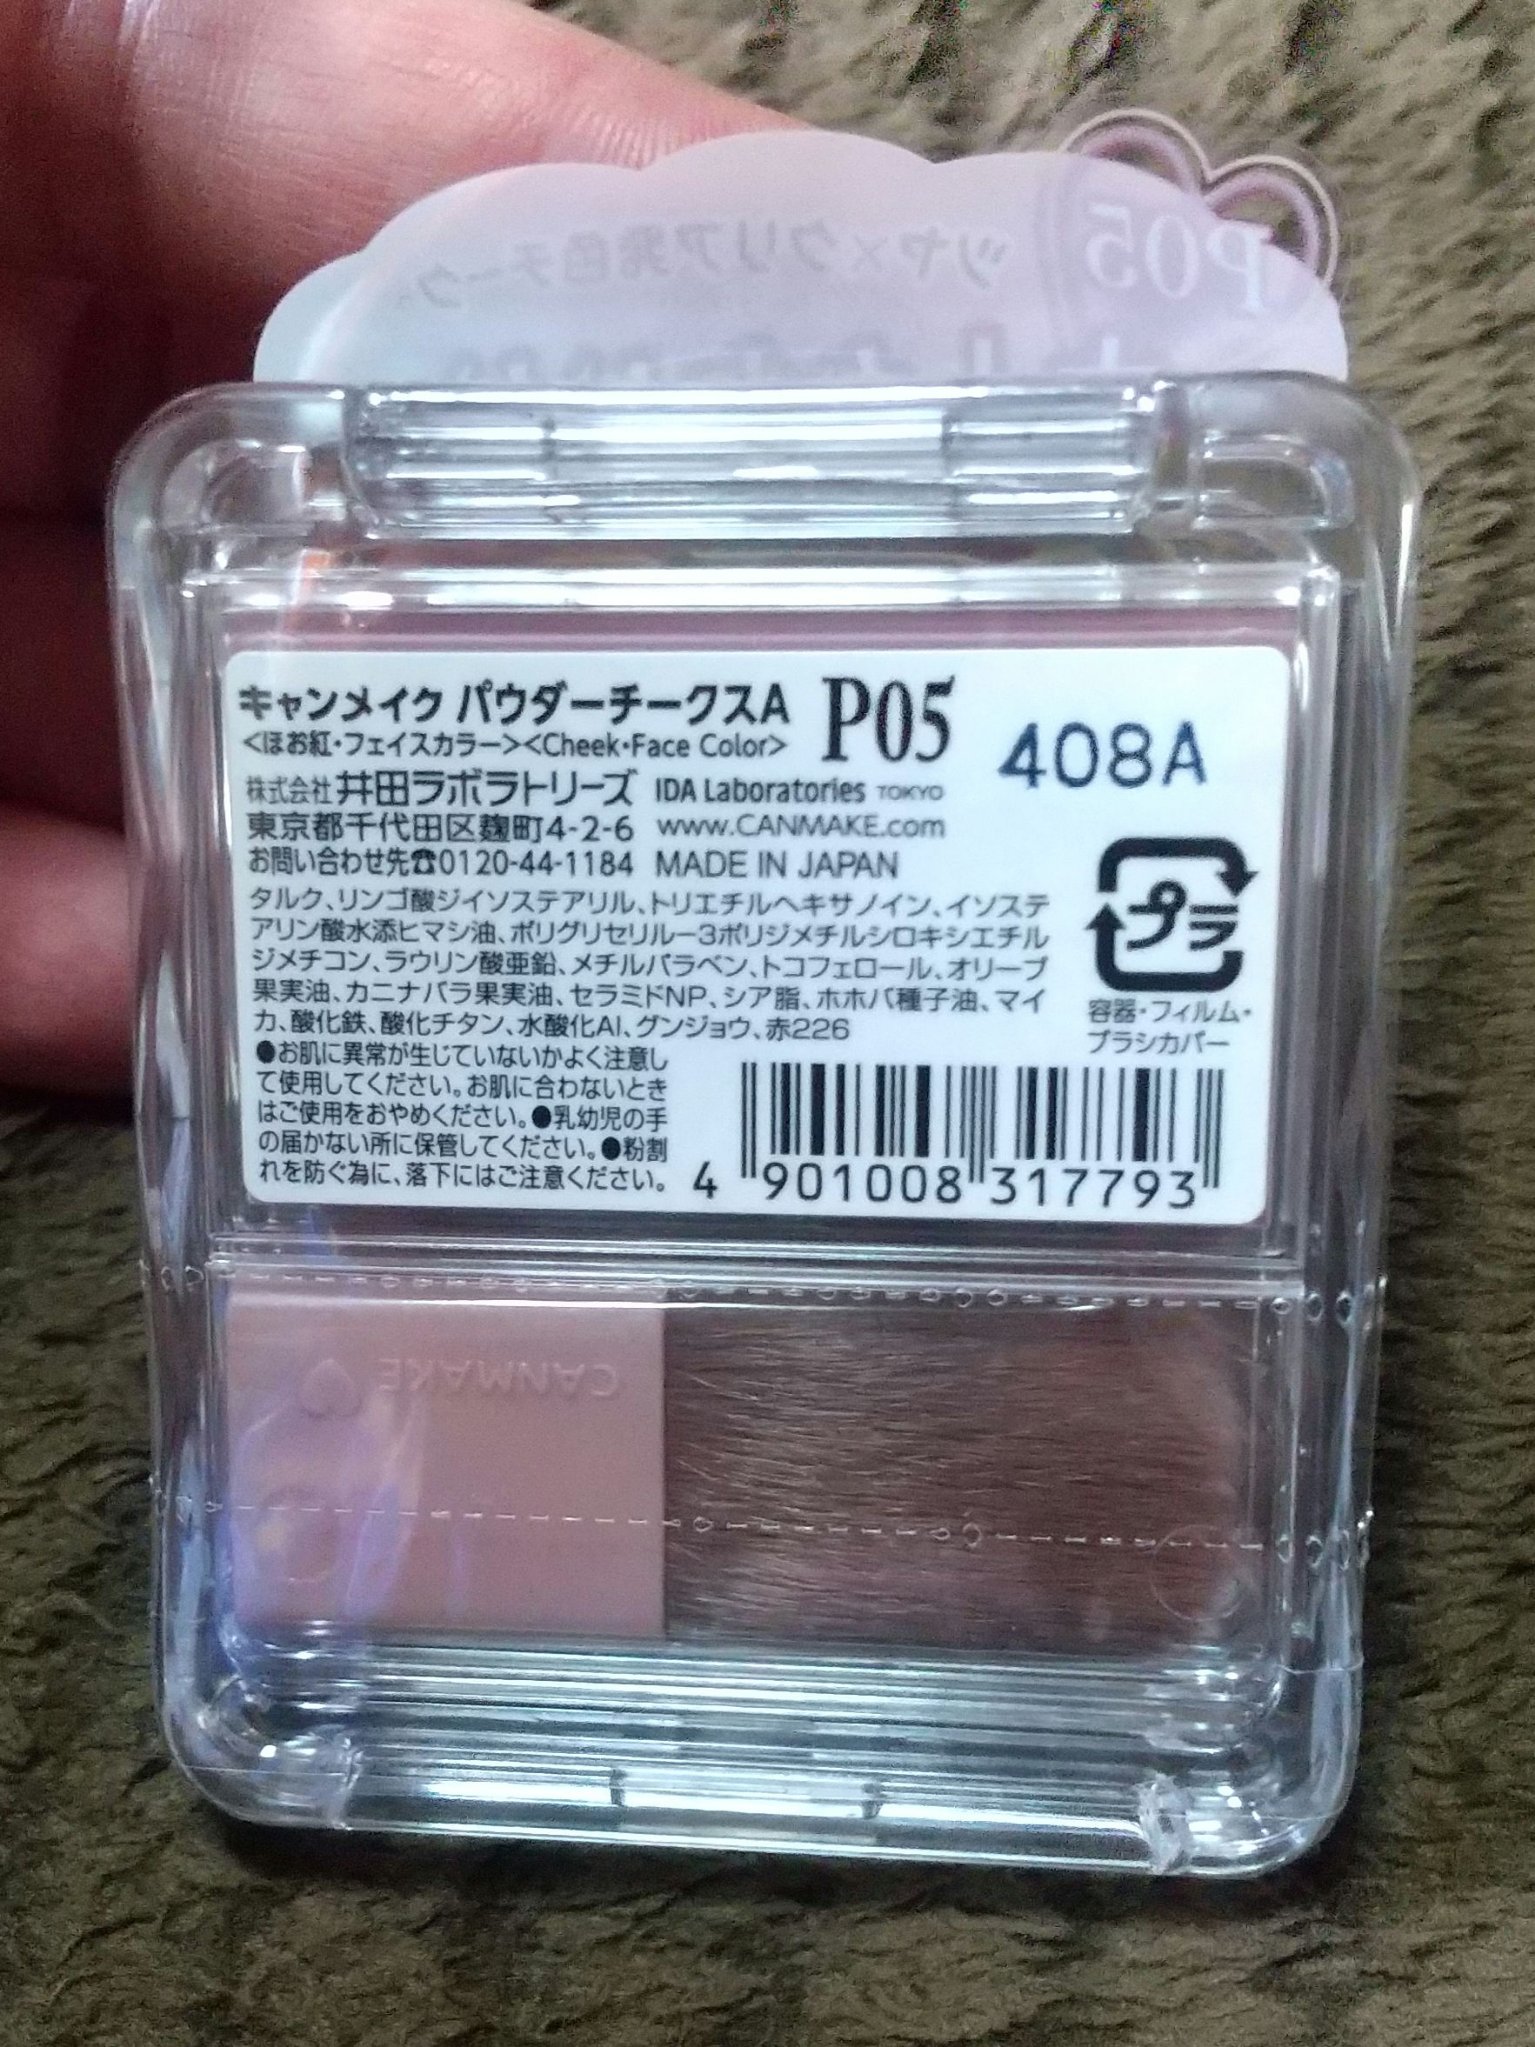 P05
ツヤ×クリア発色チーク。
キャンメイク パウダーチークスA P05
408A
<ほお紅・フェイスカラー><Cheek・Face Color>
株式会社 井田ラボラトリーズ IDA Laboratories TOKYO
東京都千代田区麹町4-2-6 www.CANMAKE.com
お問い合わせ先☎0120-44-1184 MADE IN JAPAN
タルク、リンゴ酸ジイソステアリル、トリエチルヘキサノイン、イソステ
アリン酸水添ヒマシ油、ポリグリセリル-3ポリジメチルシロキシエチル
ジメチコン、ラウリン酸亜鉛、メチルパラベン、トコフェロール、オリーブ
果実油、カニナバラ果実油、セラミドNP、シア脂、ホホバ種子油、マイ
カ、酸化鉄、酸化チタン、水酸化Al、グンジョウ、赤226
プラ
容器・フィルム・
ブラシカバー
●お肌に異常が生じていないかよく注意し
て使用してください。お肌に合わないとき
はご使用をおやめください。●乳幼児の手
の届かない所に保管してください。●粉割
れを防ぐ為に、落下にはご注意ください。
4 901008 317793
CANMAKE